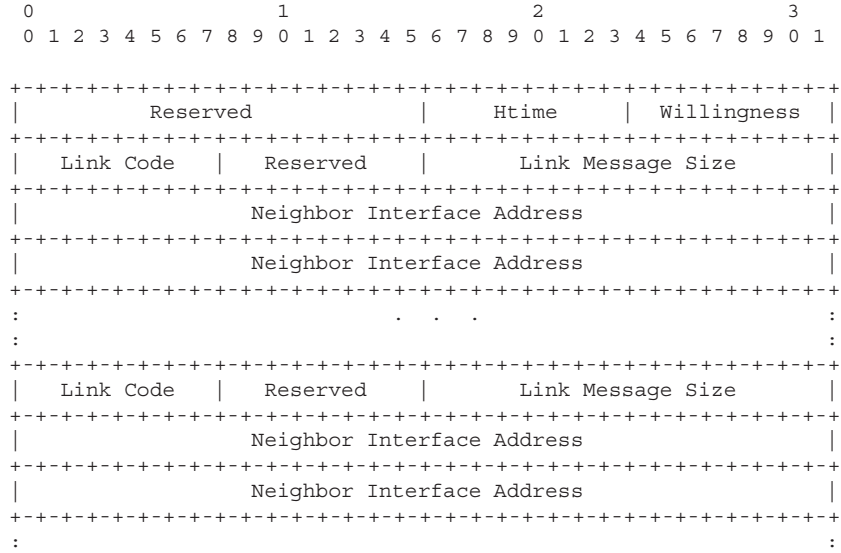 0                   1                   2                   3
0 1 2 3 4 5 6 7 8 9 0 1 2 3 4 5 6 7 8 9 0 1 2 3 4 5 6 7 8 9 0 1
+-+-+-+-+-+-+-+-+-+-+-+-+-+-+-+-+-+-+-+-+-+-+-+-+-+-+-+-+-+-+-+-+
|          Reserved             |     Htime     |  Willingness  |
+-+-+-+-+-+-+-+-+-+-+-+-+-+-+-+-+-+-+-+-+-+-+-+-+-+-+-+-+-+-+-+-+
|   Link Code   |   Reserved    |       Link Message Size       |
+-+-+-+-+-+-+-+-+-+-+-+-+-+-+-+-+-+-+-+-+-+-+-+-+-+-+-+-+-+-+-+-+
|                  Neighbor Interface Address                   |
+-+-+-+-+-+-+-+-+-+-+-+-+-+-+-+-+-+-+-+-+-+-+-+-+-+-+-+-+-+-+-+-+
|                  Neighbor Interface Address                   |
+-+-+-+-+-+-+-+-+-+-+-+-+-+-+-+-+-+-+-+-+-+-+-+-+-+-+-+-+-+-+-+-+
:                             .  .  .                           :
:                                                               :
+-+-+-+-+-+-+-+-+-+-+-+-+-+-+-+-+-+-+-+-+-+-+-+-+-+-+-+-+-+-+-+-+
|   Link Code   |   Reserved    |       Link Message Size       |
+-+-+-+-+-+-+-+-+-+-+-+-+-+-+-+-+-+-+-+-+-+-+-+-+-+-+-+-+-+-+-+-+
|                  Neighbor Interface Address                   |
+-+-+-+-+-+-+-+-+-+-+-+-+-+-+-+-+-+-+-+-+-+-+-+-+-+-+-+-+-+-+-+-+
|                  Neighbor Interface Address                   |
+-+-+-+-+-+-+-+-+-+-+-+-+-+-+-+-+-+-+-+-+-+-+-+-+-+-+-+-+-+-+-+-+
:                                                               :